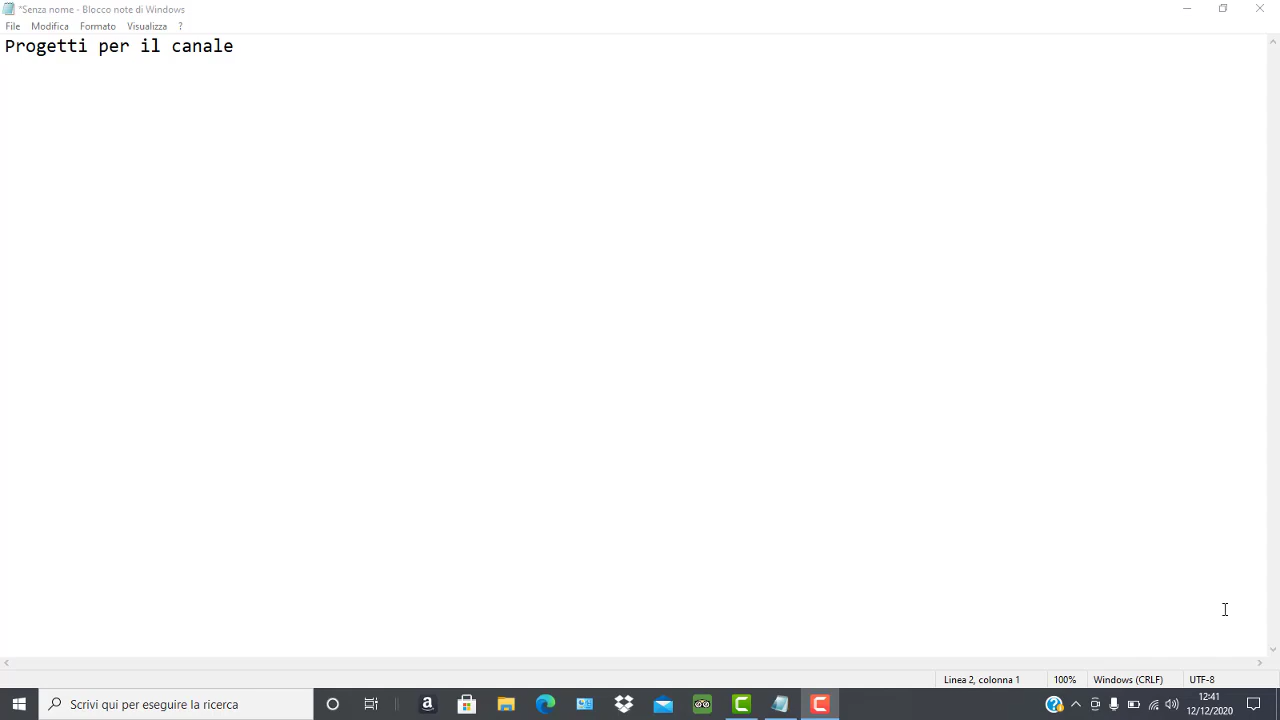 *Senza nome - Blocco note di Windows
File Modifica Formato Visualizza ?
Progetti per il canale
Linea 2, colonna 1 100% Windows (CRLF) UTF-8
Scrivi qui per eseguire la ricerca
12:41
12/12/2020